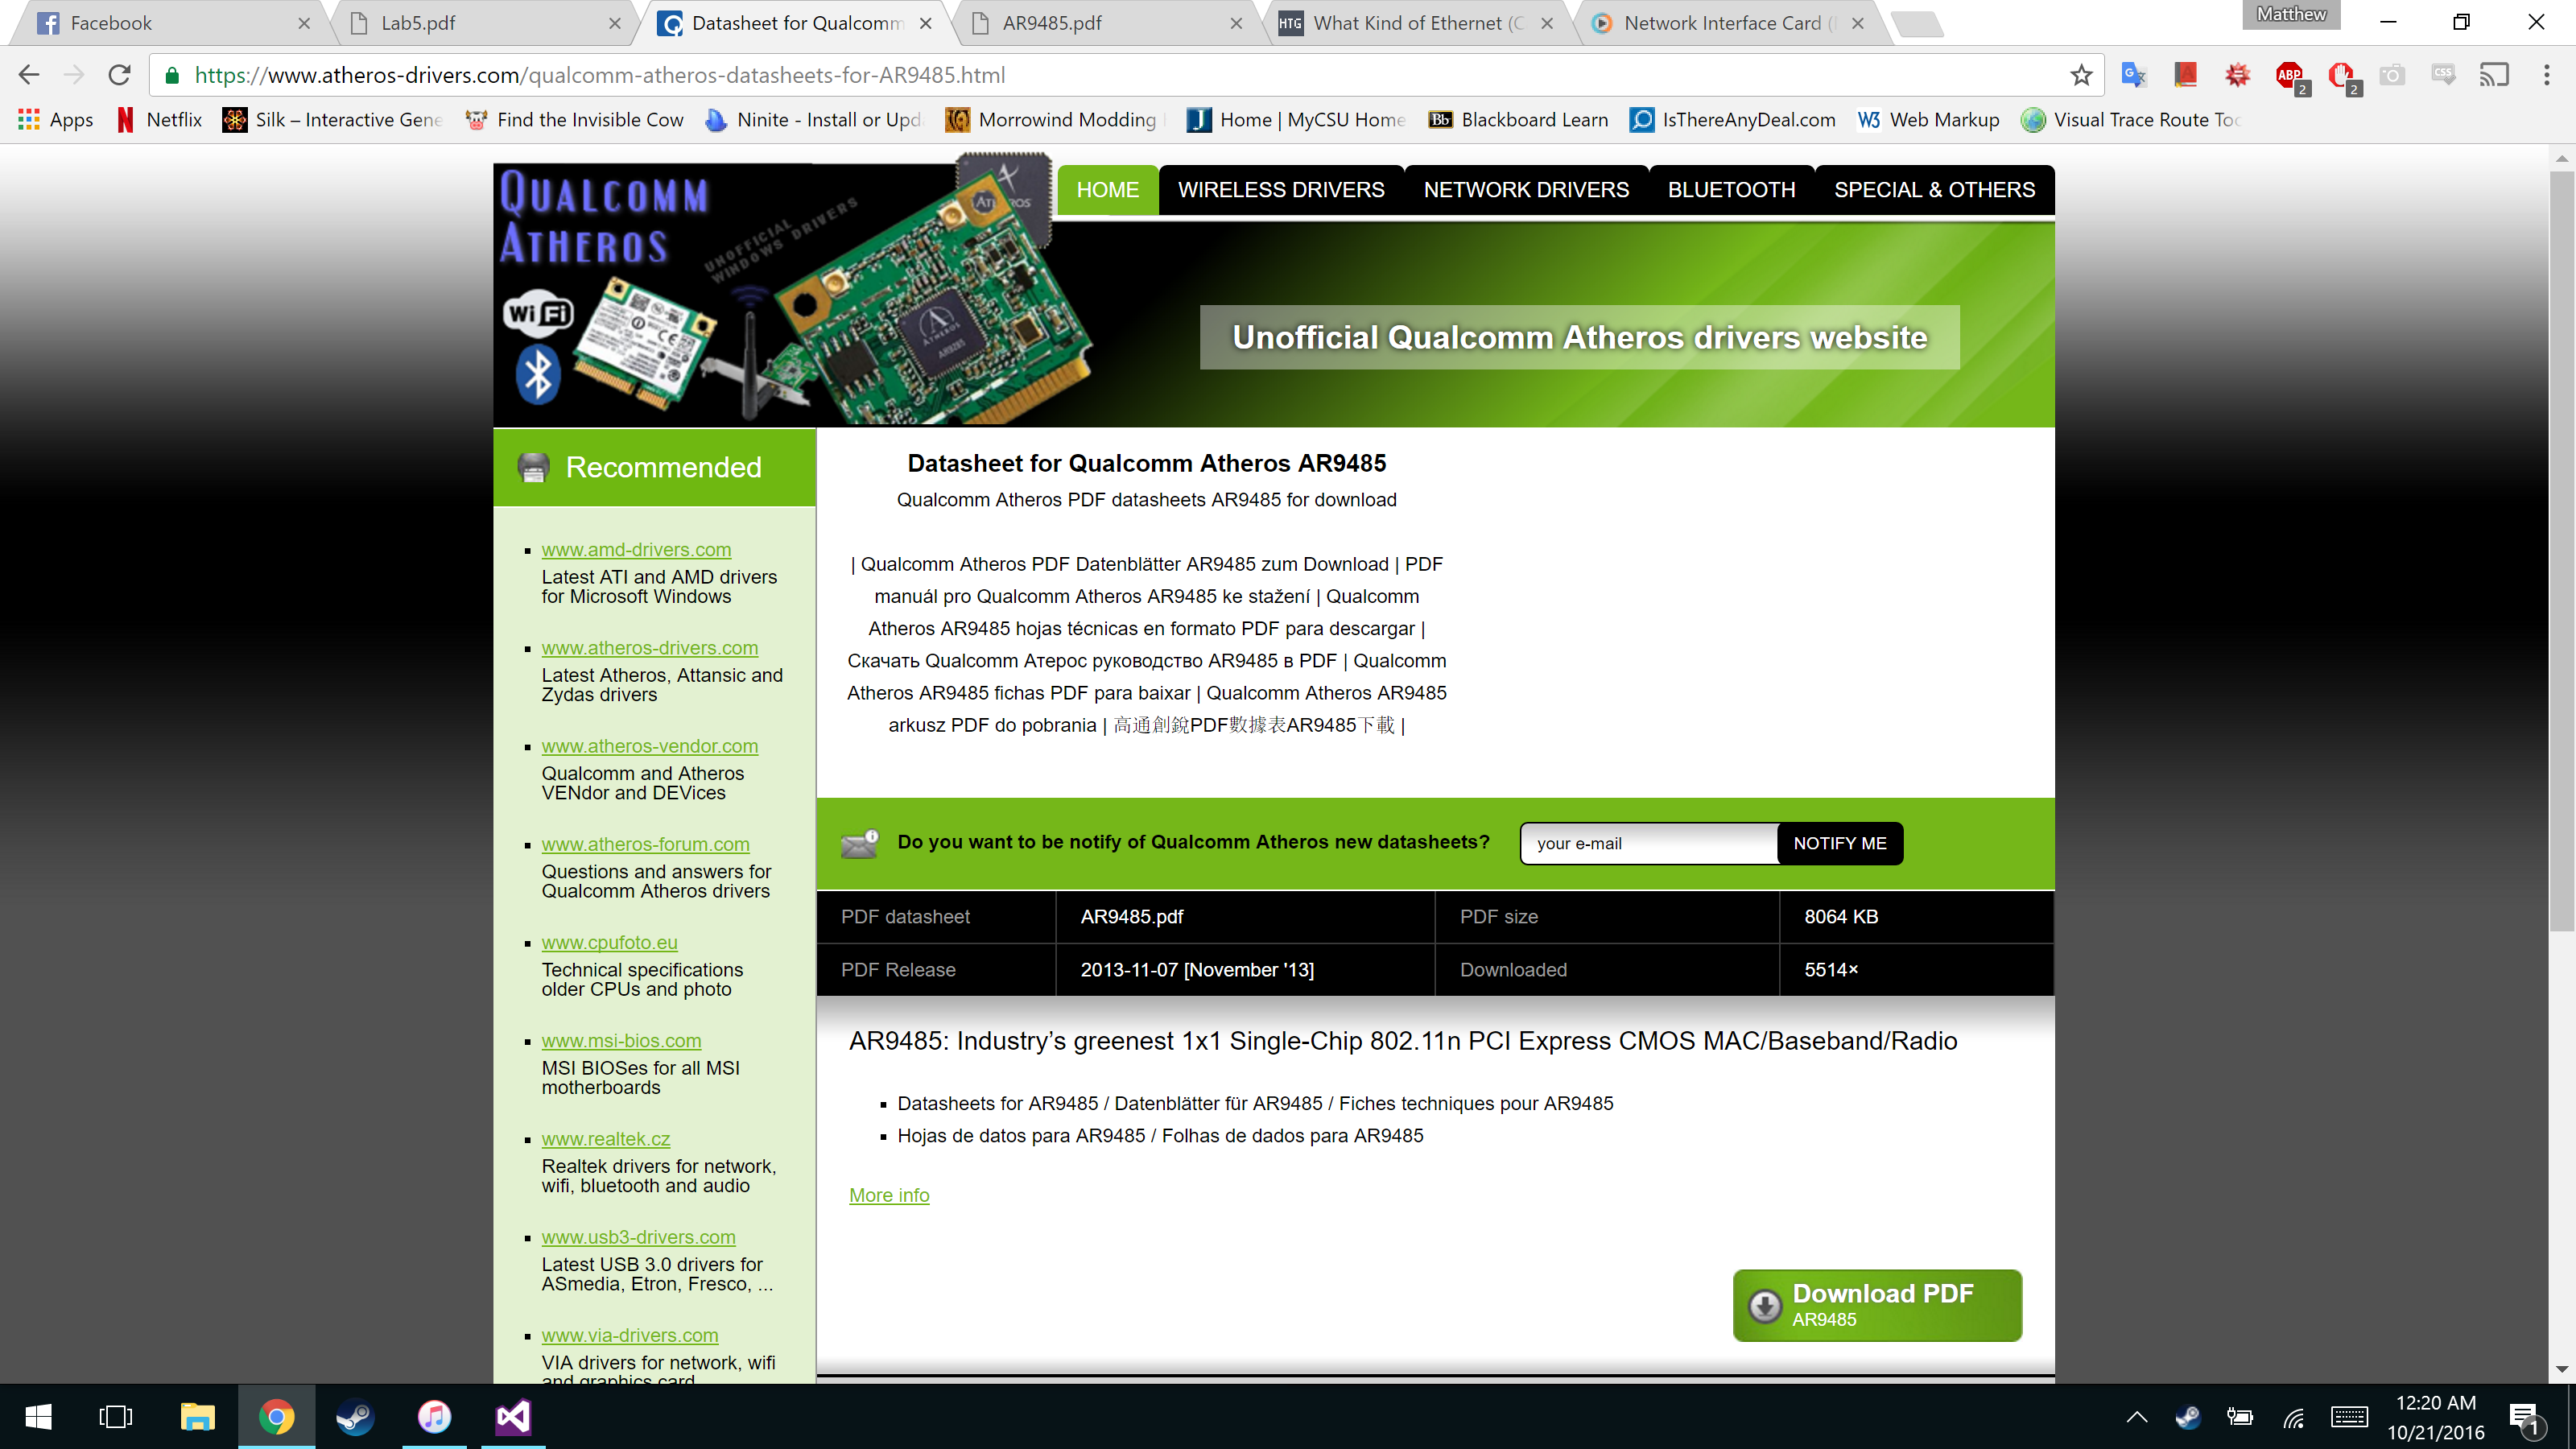 Facebook
Lab5.pdf
Datasheet for Qualcomm
AR9485.pdf
What Kind of Ethernet (C
Network Interface Card (
Matthew
https://www.atheros-drivers.com/qualcomm-atheros-datasheets-for-AR9485.html
ABP
2
2
CSS
Apps
Netflix
Silk – Interactive Gene
Find the Invisible Cow
Ninite - Install or Upd
Morrowind Modding
Home | MyCSU Home
Blackboard Learn
IsThereAnyDeal.com
Web Markup
Visual Trace Route Too
QUALCOMM
ATHEROS
UNOFFICIAL
WINDOWS DRIVERS
WiFi
ATHEROS
AR9285
HOME
WIRELESS DRIVERS
NETWORK DRIVERS
BLUETOOTH
SPECIAL & OTHERS
Unofficial Qualcomm Atheros drivers website
Recommended
www.amd-drivers.com
Latest ATI and AMD drivers
for Microsoft Windows
www.atheros-drivers.com
Latest Atheros, Attansic and
Zydas drivers
www.atheros-vendor.com
Qualcomm and Atheros
VENdor and DEVices
www.atheros-forum.com
Questions and answers for
Qualcomm Atheros drivers
www.cpufoto.eu
Technical specifications
older CPUs and photo
www.msi-bios.com
MSI BIOSes for all MSI
motherboards
www.realtek.cz
Realtek drivers for network,
wifi, bluetooth and audio
www.usb3-drivers.com
Latest USB 3.0 drivers for
ASmedia, Etron, Fresco, ...
www.via-drivers.com
VIA drivers for network, wifi
and graphics card
Datasheet for Qualcomm Atheros AR9485
Qualcomm Atheros PDF datasheets AR9485 for download
| Qualcomm Atheros PDF Datenblätter AR9485 zum Download | PDF
manuál pro Qualcomm Atheros AR9485 ke stažení | Qualcomm
Atheros AR9485 hojas técnicas en formato PDF para descargar |
Скачать Qualcomm Атерос руководство AR9485 в PDF | Qualcomm
Atheros AR9485 fichas PDF para baixar | Qualcomm Atheros AR9485
arkusz PDF do pobrania | 高通創銳PDF數據表AR9485下載 |
Do you want to be notify of Qualcomm Atheros new datasheets?
your e-mail
NOTIFY ME
PDF datasheet AR9485.pdf PDF size 8064 KB
PDF Release 2013-11-07 [November '13] Downloaded 5514×
AR9485: Industry’s greenest 1x1 Single-Chip 802.11n PCI Express CMOS MAC/Baseband/Radio
Datasheets for AR9485 / Datenblätter für AR9485 / Fiches techniques pour AR9485
Hojas de datos para AR9485 / Folhas de dados para AR9485
More info
Download PDF
AR9485
12:20 AM
10/21/2016
1